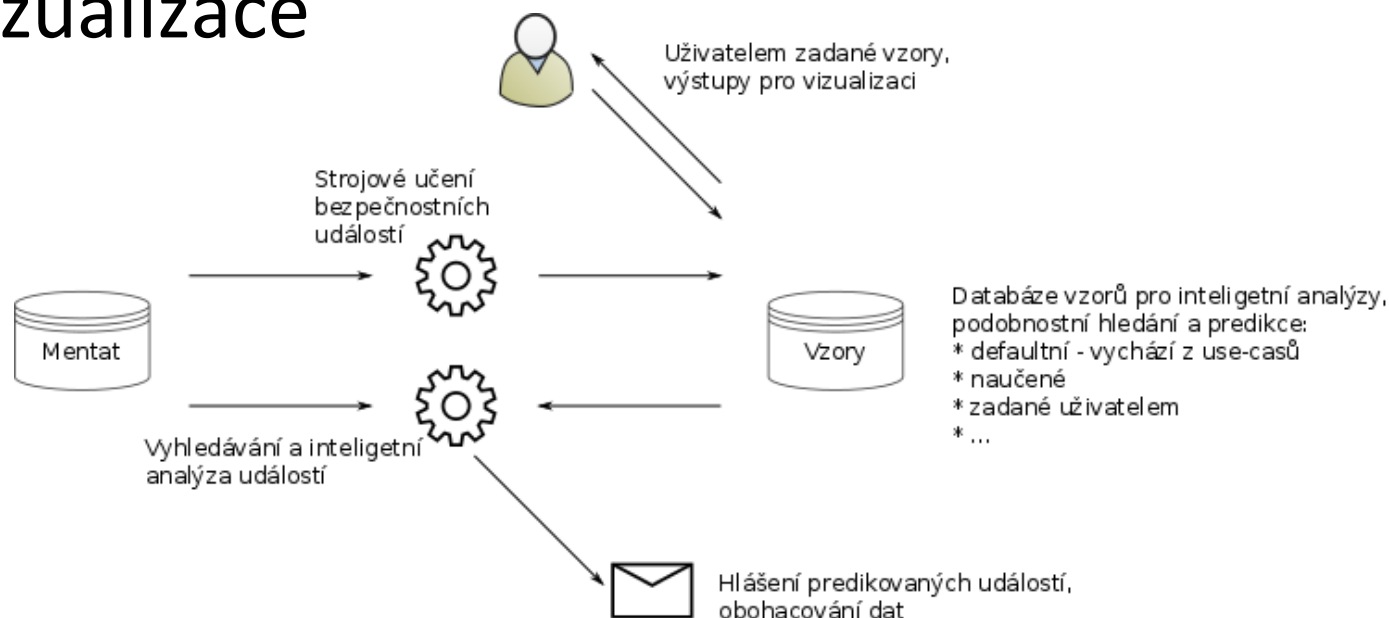 zualizace
Uživatelem zadané vzory,
výstupy pro vizualizaci
Strojové učení
bezpečnostních
událostí
Mentat
Vzory
Databáze vzorů pro inteligetní analýzy,
podobnostní hledání a predikce:
* defaultní - vychází z use-casů
* naučené
* zadané uživatelem
* ...
Vyhledávání a inteligetní
analýza událostí
Hlášení predikovaných událostí,
obohacování dat